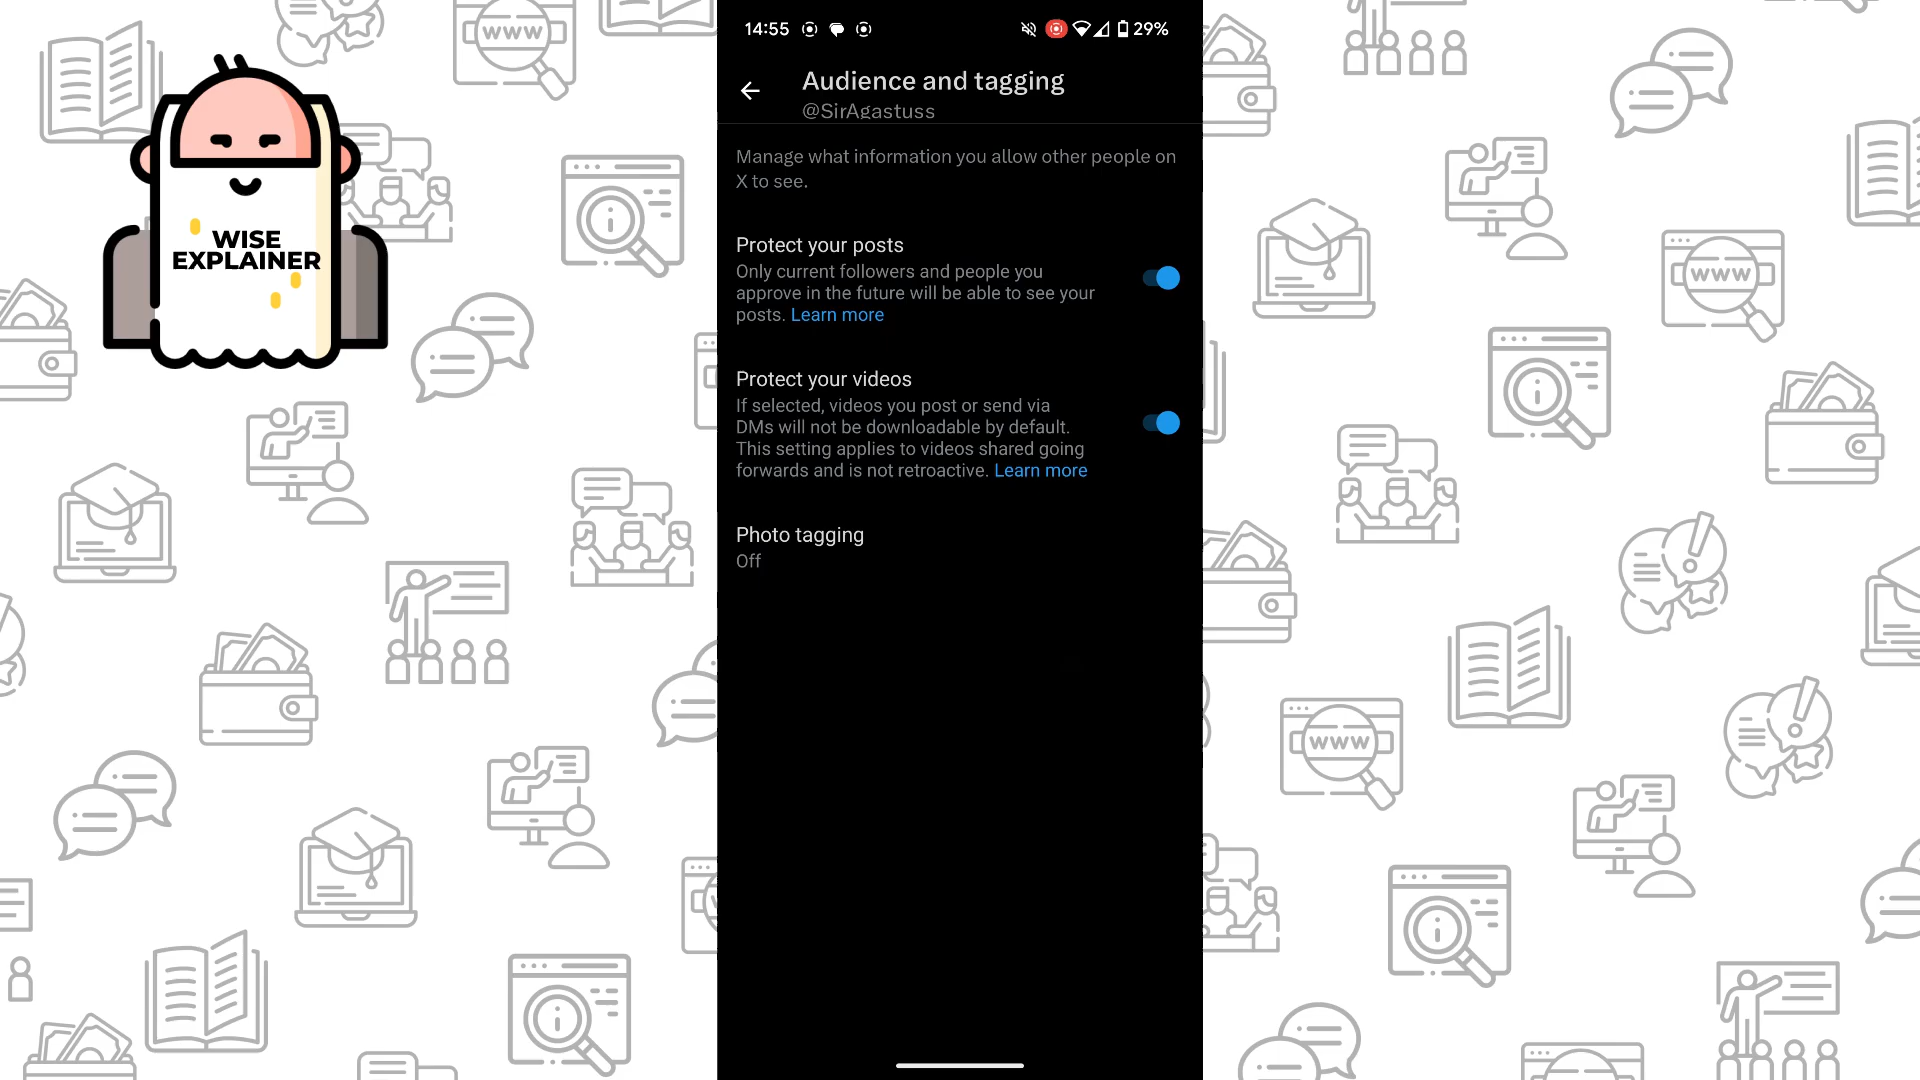 WISE
EXPLAINER
14:55
29%
Audience and tagging
@SirAgastuss
Manage what information you allow other people on
X to see.
Protect your posts
Only current followers and people you
approve in the future will be able to see your
posts. Learn more
Protect your videos
If selected, videos you post or send via
DMs will not be downloadable by default.
This setting applies to videos shared going
forwards and is not retroactive. Learn more
Photo tagging
Off
WWW
WWW
WWW